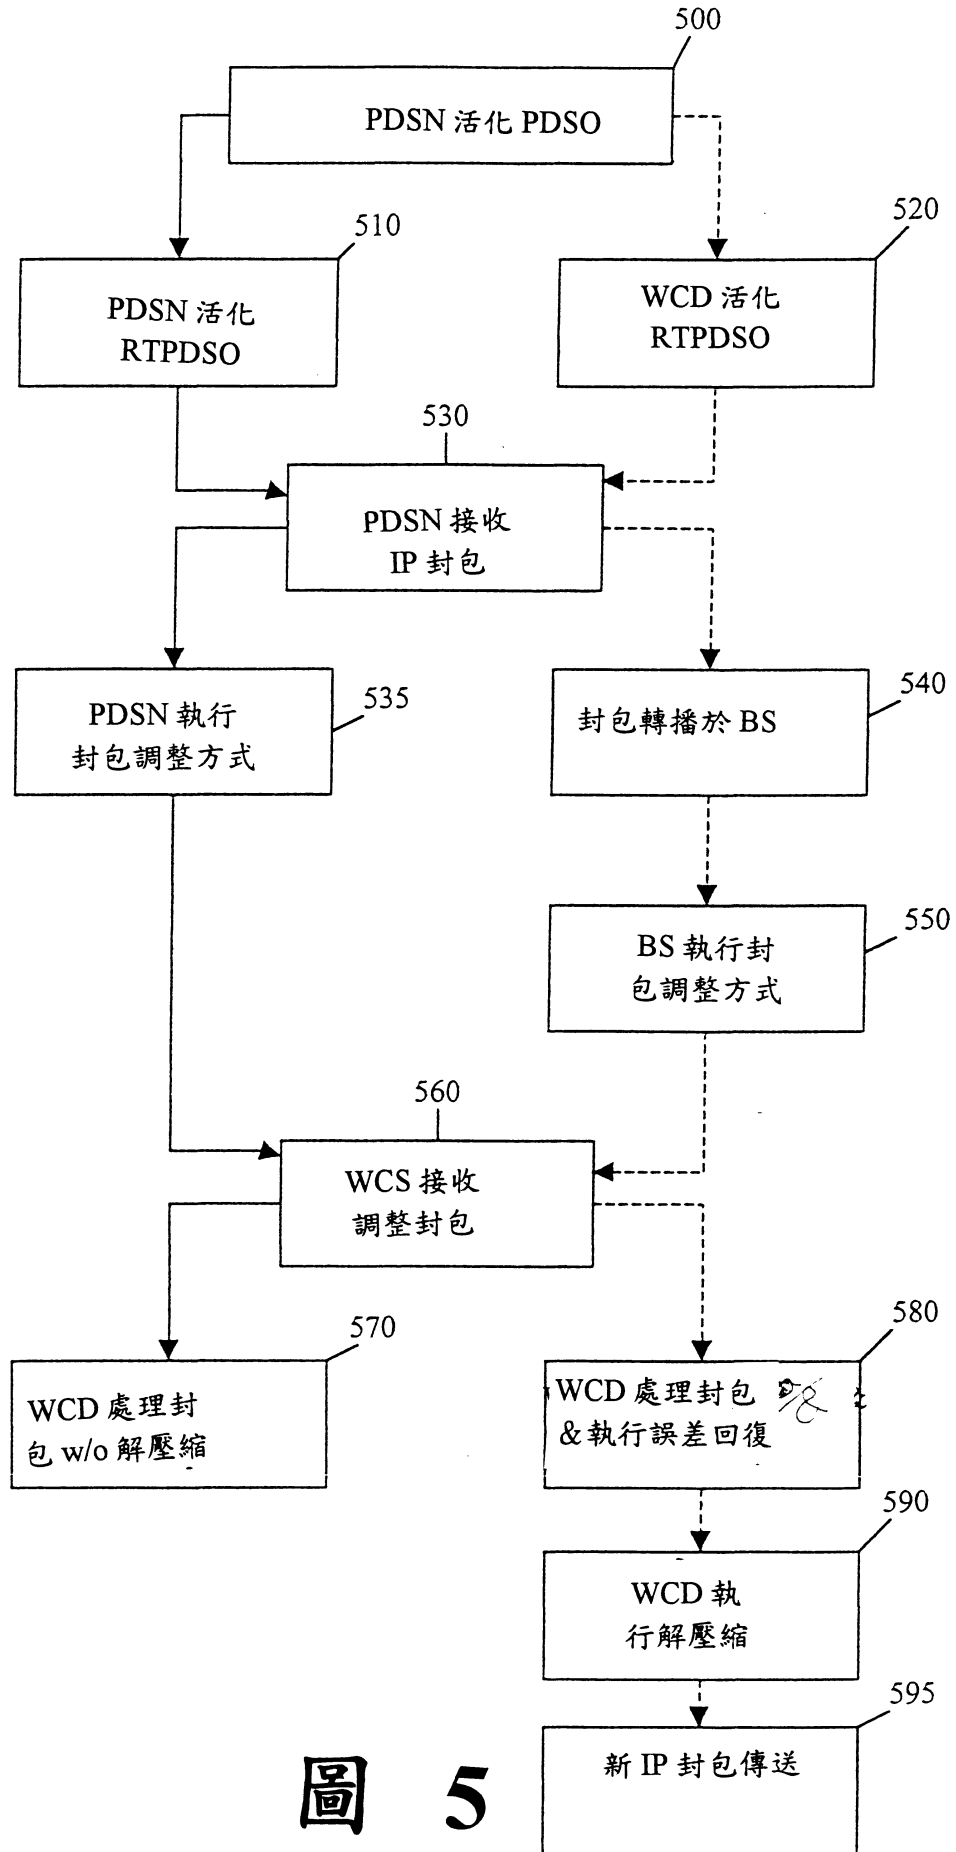 500
PDSN 活化 PDSO
510
520
PDSN 活化
RTPDSO
WCD 活化
RTPDSO
530
PDSN 接收
IP 封包
535
540
PDSN 執行
封包調整方式
封包轉播於 BS
550
BS 執行封
包調整方式
560
WCS 接收
調整封包
570
580
WCD 處理封
包 w/o 解壓縮
WCD 處理封包
&執行誤差回復
590
WCD 執
行解壓縮
595
新 IP 封包傳送
圖 5